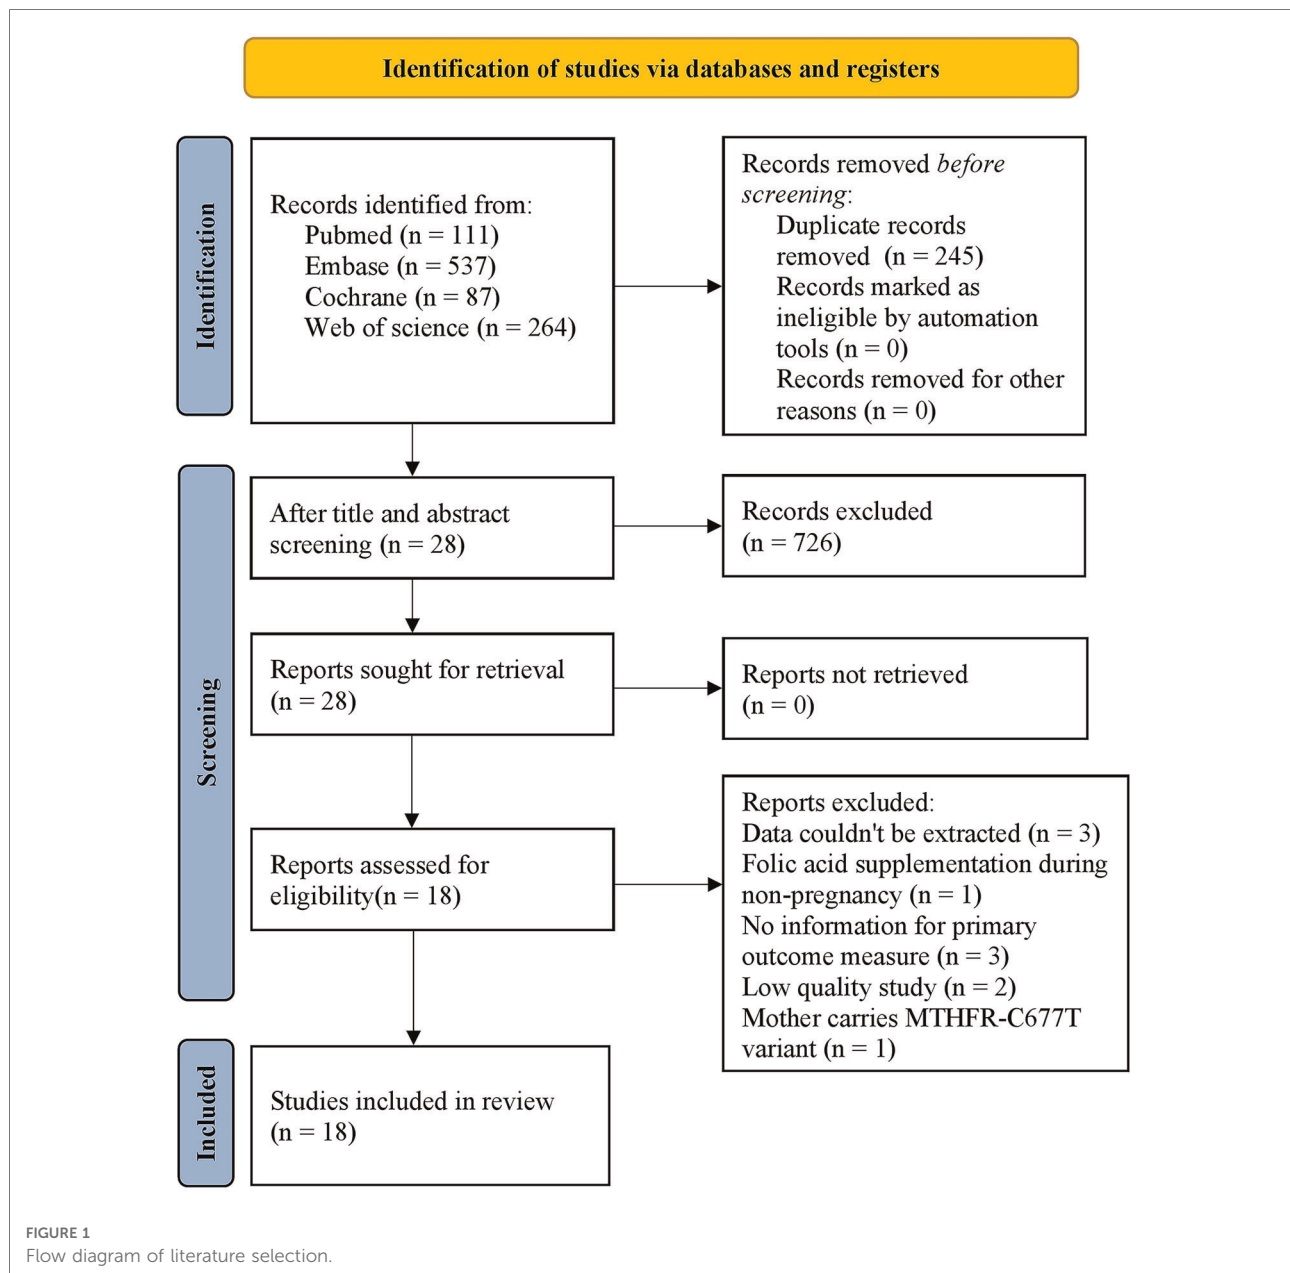 Identification of studies via databases and registers
Identification
Records identified from:
Pubmed (n = 111)
Embase (n = 537)
Cochrane (n = 87)
Web of science (n = 264)
Records removed before
screening:
Duplicate records
removed (n = 245)
Records marked as
ineligible by automation
tools (n = 0)
Records removed for other
reasons (n = 0)
Screening
After title and abstract
screening (n = 28)
Records excluded
(n = 726)
Reports sought for retrieval
(n = 28)
Reports not retrieved
(n = 0)
Reports assessed for
eligibility(n = 18)
Reports excluded:
Data couldn't be extracted (n = 3)
Folic acid supplementation during
non-pregnancy (n = 1)
No information for primary
outcome measure (n = 3)
Low quality study (n = 2)
Mother carries MTHFR-C677T
variant (n = 1)
Included
Studies included in review
(n = 18)
FIGURE 1
Flow diagram of literature selection.